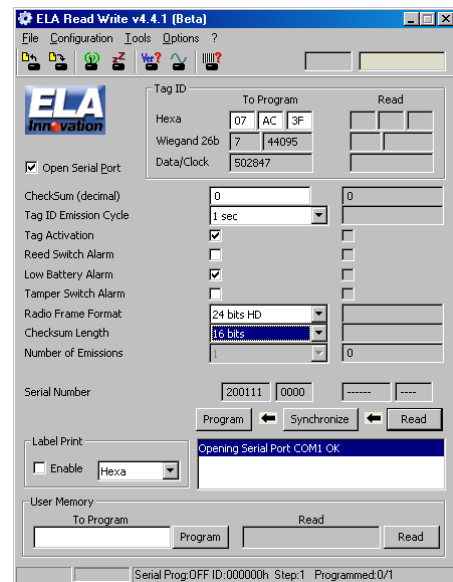 ELA Read Write v4.4.1 (Beta)
File Configuration Tools Options ?
Ver?
ELA
innovation
Open Serial Port
Tag ID
To Program Read
Hexa 07 AC 3F
Wiegand 26b 7 44095
Data/Clock 502847
CheckSum (decimal) 0 0
Tag ID Emission Cycle 1 sec
Tag Activation
Reed Switch Alarm
Low Battery Alarm
Tamper Switch Alarm
Radio Frame Format 24 bits HD
Checksum Length 16 bits
Number of Emissions 1 0
Serial Number 200111 0000 ------ ----
Program Synchronize Read
Label Print
Enable Hexa
Opening Serial Port COM1 OK
User Memory
To Program Read
Program Read
Serial Prog:OFF ID:000000h Step:1 Programmed:0/1